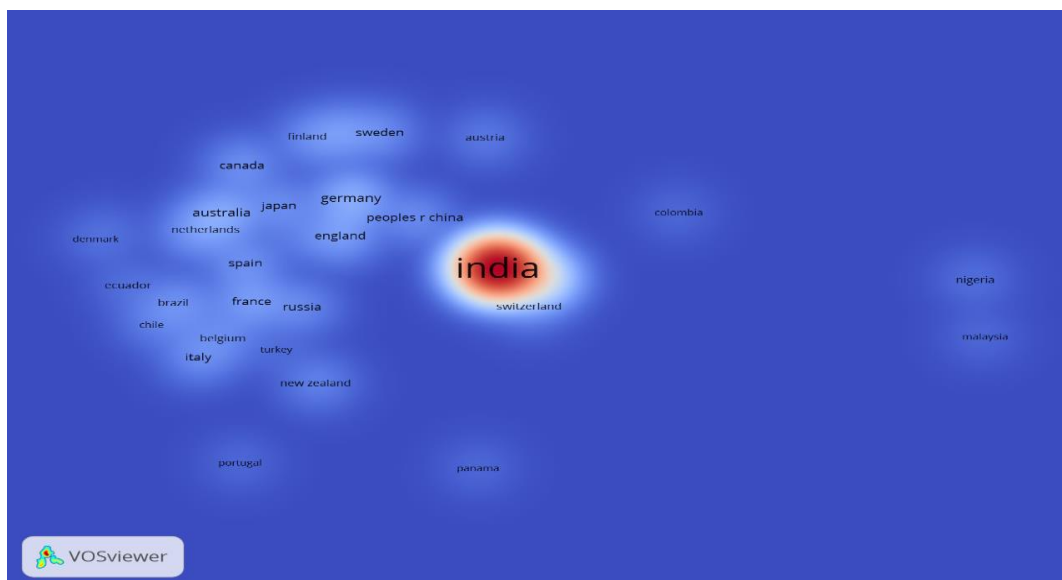 finland
sweden
austria
canada
germany
japan
australia
peoples r china
colombia
netherlands
england
denmark
spain
india
ecuador
nigeria
brazil
france
russia
switzerland
chile
belgium
malaysia
turkey
italy
new zealand
portugal
panama
VOSviewer